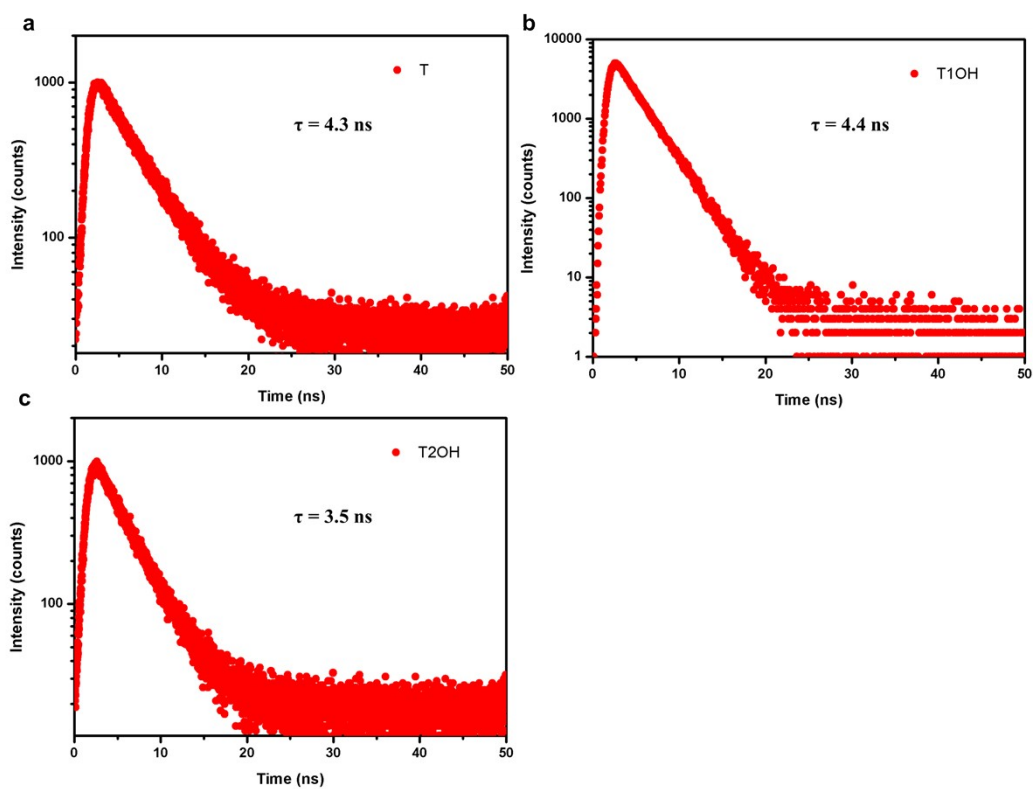 a
1000
100
Intensity (counts)
T
τ = 4.3 ns
0 10 20 30 40 50
Time (ns)
b
10000
1000
100
10
1
Intensity (counts)
T1OH
τ = 4.4 ns
0 10 20 30 40 50
Time (ns)
c
1000
100
Intensity (counts)
T2OH
τ = 3.5 ns
0 10 20 30 40 50
Time (ns)